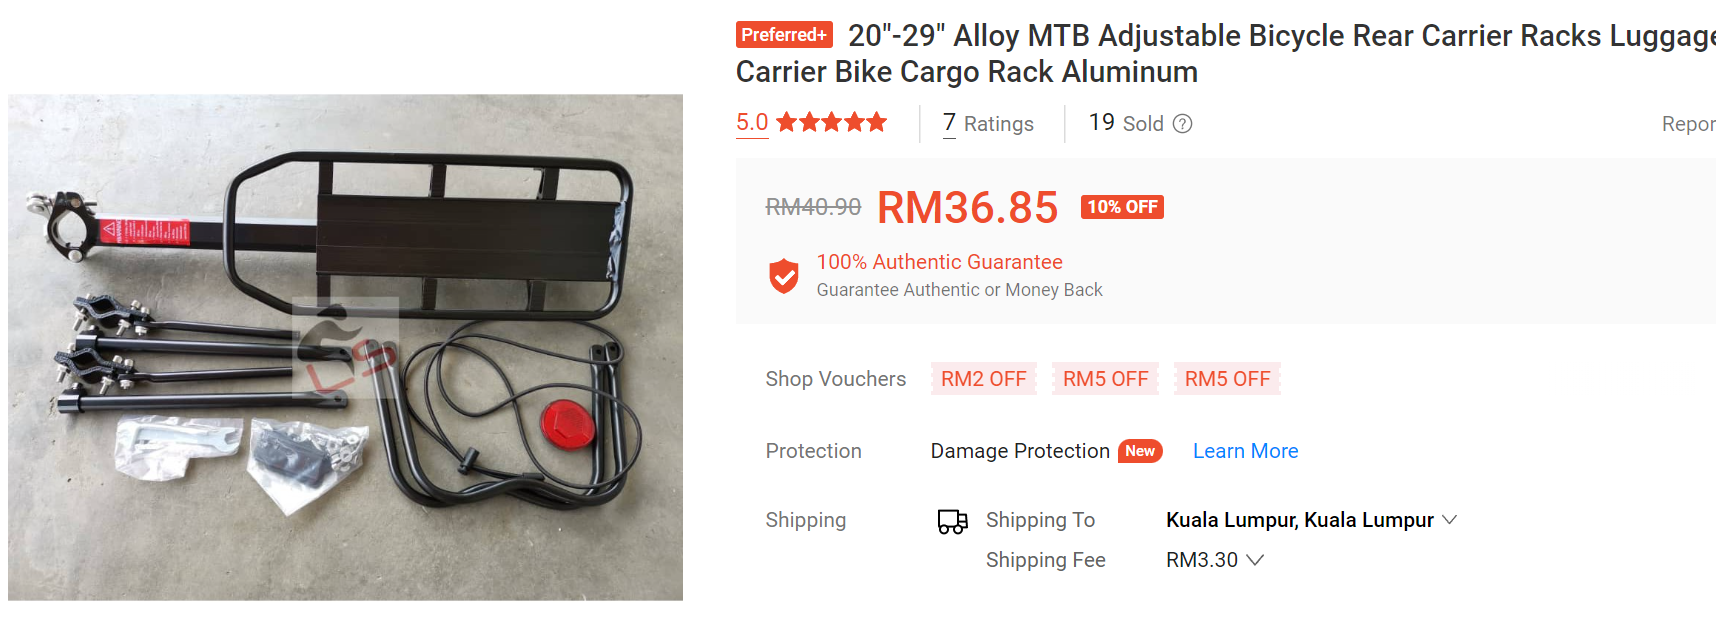 Preferred+ 20"-29" Alloy MTB Adjustable Bicycle Rear Carrier Racks Luggage
Carrier Bike Cargo Rack Aluminum
5.0 7 Ratings 19 Sold ?
Repor
RM40.90 RM36.85 10% OFF
100% Authentic Guarantee
Guarantee Authentic or Money Back
Shop Vouchers RM2 OFF RM5 OFF RM5 OFF
Protection Damage Protection New Learn More
Shipping Shipping To Kuala Lumpur, Kuala Lumpur
Shipping Fee RM3.30
LS